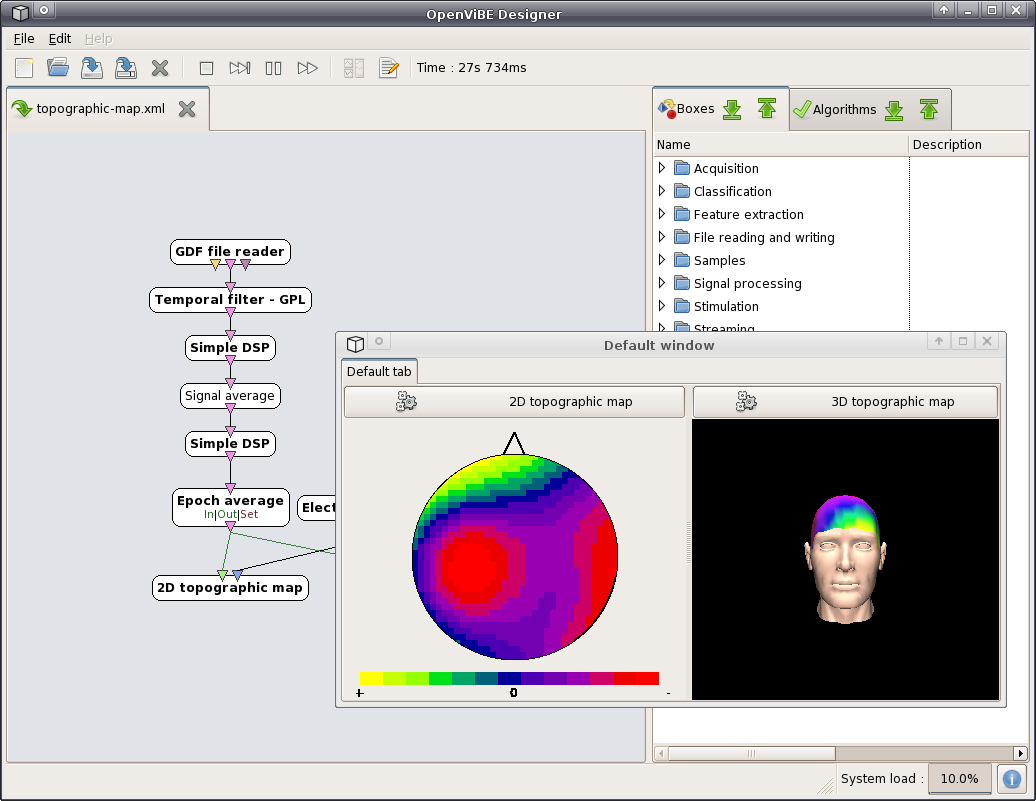 OpenViBE Designer
File Edit Help
Time : 27s 734ms
topographic-map.xml
Boxes
Algorithms
Name Description
Acquisition
Classification
Feature extraction
File reading and writing
Samples
Signal processing
Stimulation
Streaming
GDF file reader
Temporal filter - GPL
Simple DSP
Signal average
Simple DSP
Epoch average
In|Out|Set
Elect
2D topographic map
Default window
Default tab
2D topographic map
3D topographic map
+ 0 -
System load : 10.0%